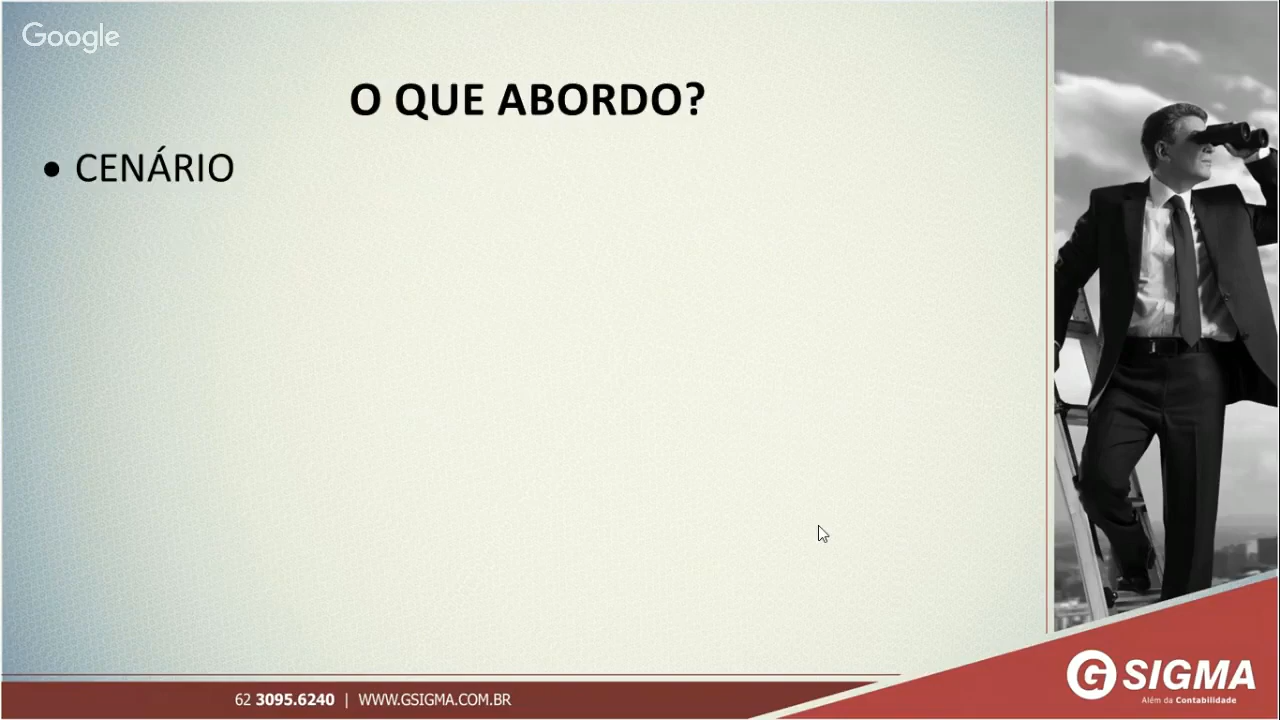 Google
O QUE ABORDO?
• CENÁRIO
62 3095.6240 | WWW.GSIGMA.COM.BR
G SIGMA
Além da Contabilidade